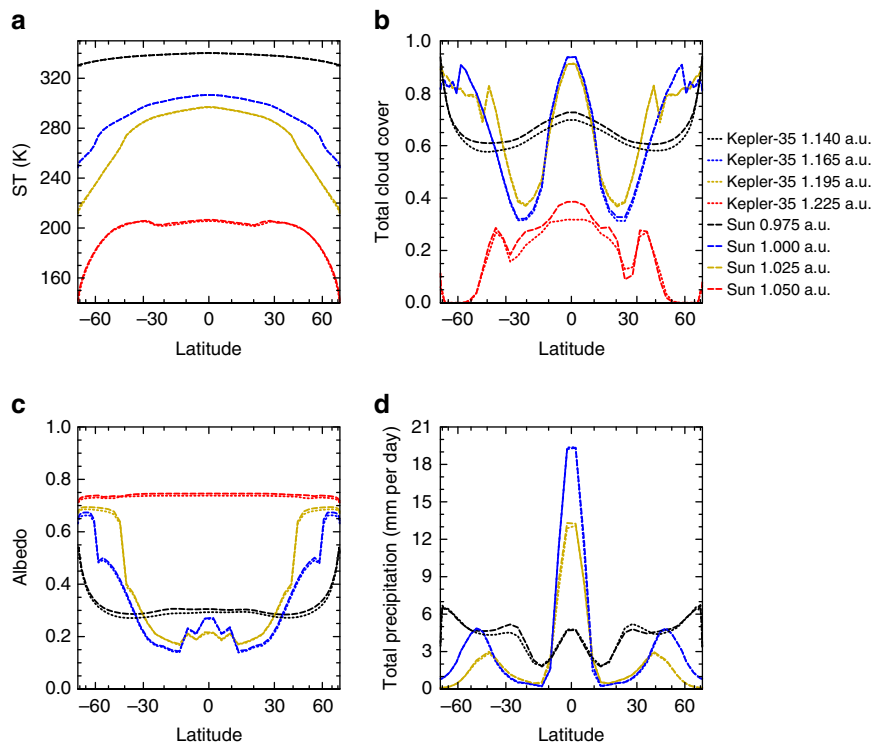 a
ST (K)
320
280
240
200
160
−60 −30 0 30 60
Latitude
b
Total cloud cover
1.0
0.8
0.6
0.4
0.2
0.0
−60 −30 0 30 60
Latitude
Kepler-35 1.140 a.u.
Kepler-35 1.165 a.u.
Kepler-35 1.195 a.u.
Kepler-35 1.225 a.u.
Sun 0.975 a.u.
Sun 1.000 a.u.
Sun 1.025 a.u.
Sun 1.050 a.u.
c
Albedo
1.0
0.8
0.6
0.4
0.2
0.0
−60 −30 0 30 60
Latitude
d
Total precipitation (mm per day)
21
18
15
12
9
6
3
0
−60 −30 0 30 60
Latitude